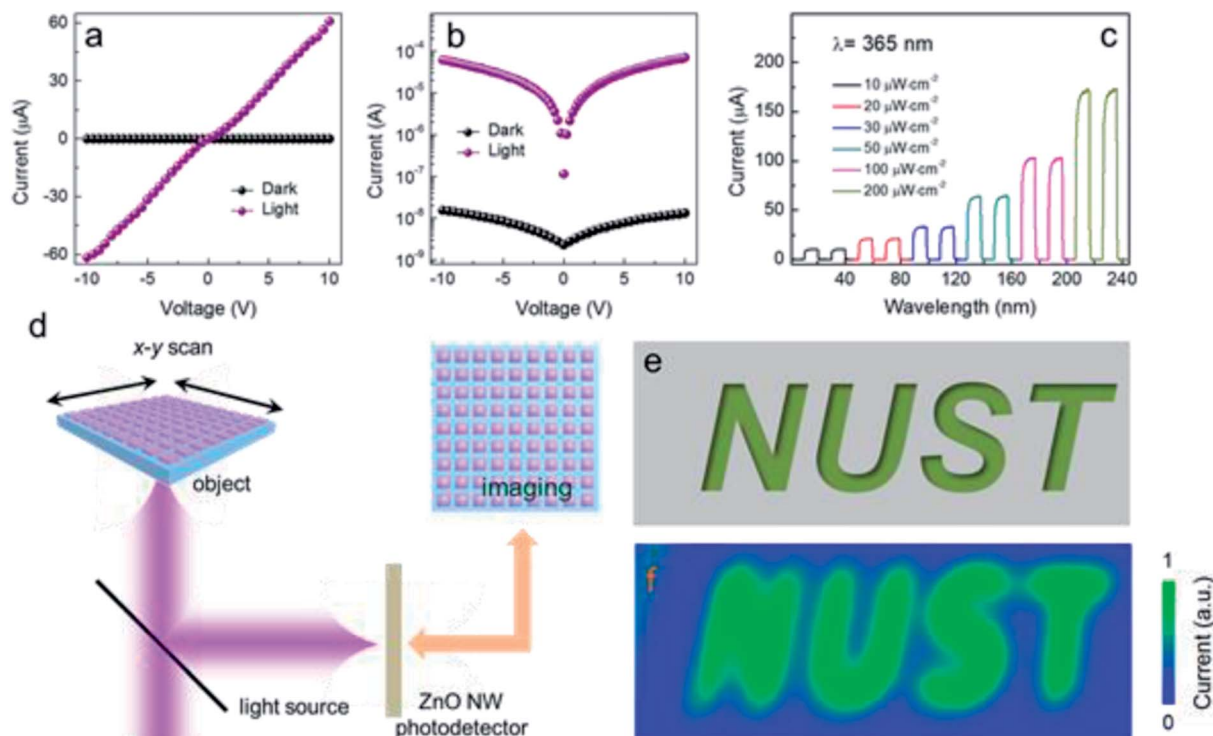 a
60
30
0
-30
-60
Current (μA)
Dark
Light
-10 -5 0 5 10
Voltage (V)
b
10⁻⁴
10⁻⁵
10⁻⁶
10⁻⁷
10⁻⁸
10⁻⁹
Current (A)
Dark
Light
-10 -5 0 5 10
Voltage (V)
c
λ= 365 nm
200
150
100
50
0
Current (μA)
10 μW·cm⁻²
20 μW·cm⁻²
30 μW·cm⁻²
50 μW·cm⁻²
100 μW·cm⁻²
200 μW·cm⁻²
40 80 120 160 200 240
Wavelength (nm)
d
x-y scan
object
imaging
light source
ZnO NW
photodetector
e
NUST
f
NUST
1
0
Current (a.u.)